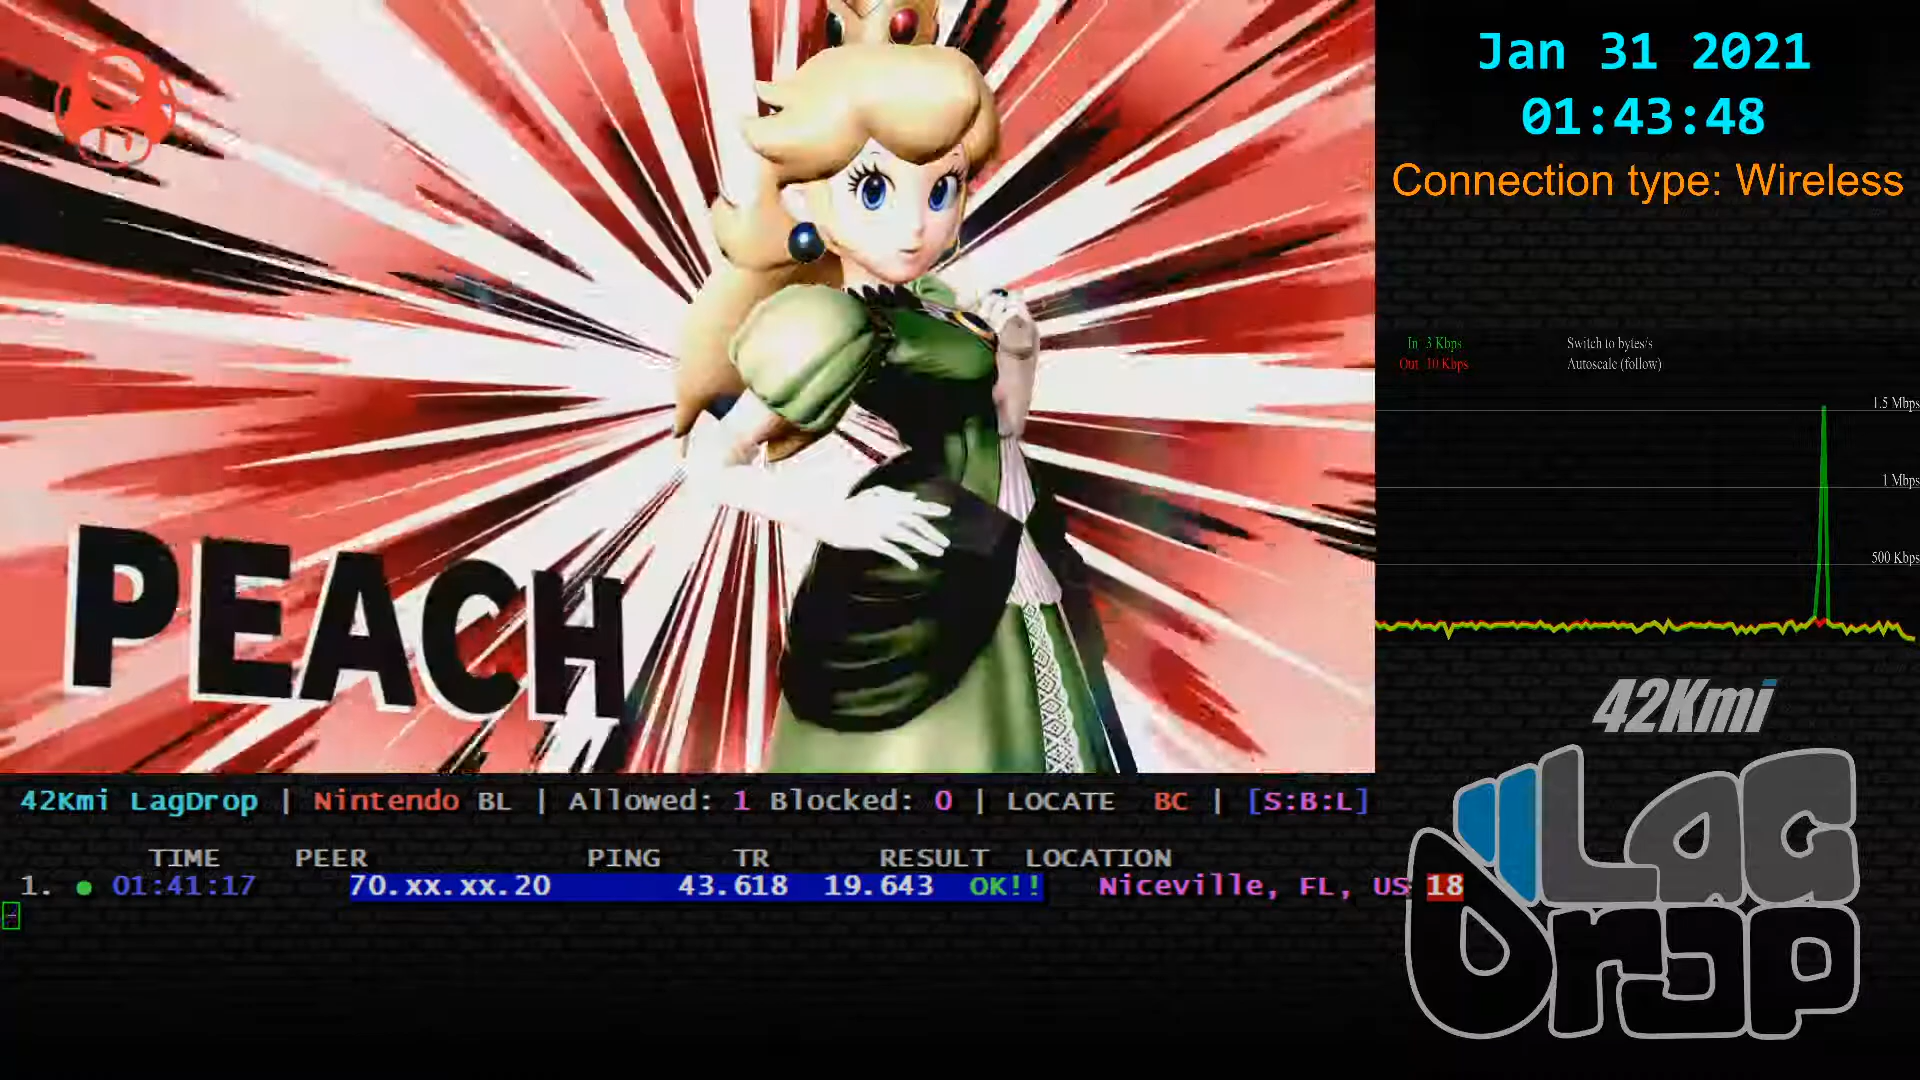 Jan 31 2021
01:43:48
Connection type: Wireless
In 3 Kbps Switch to bytes/s
Out 10 Kbps Autoscale (follow)
1.5 Mbps
1 Mbps
500 Kbps
PEACH
42Kmi
LAG
Drop
42Kmi LagDrop | Nintendo BL | Allowed: 1 Blocked: 0 | LOCATE BC | [S:B:L]
TIME PEER PING TR RESULT LOCATION
1. 01:41:17 70.xx.xx.20 43.618 19.643 OK!! Niceville, FL, US 18